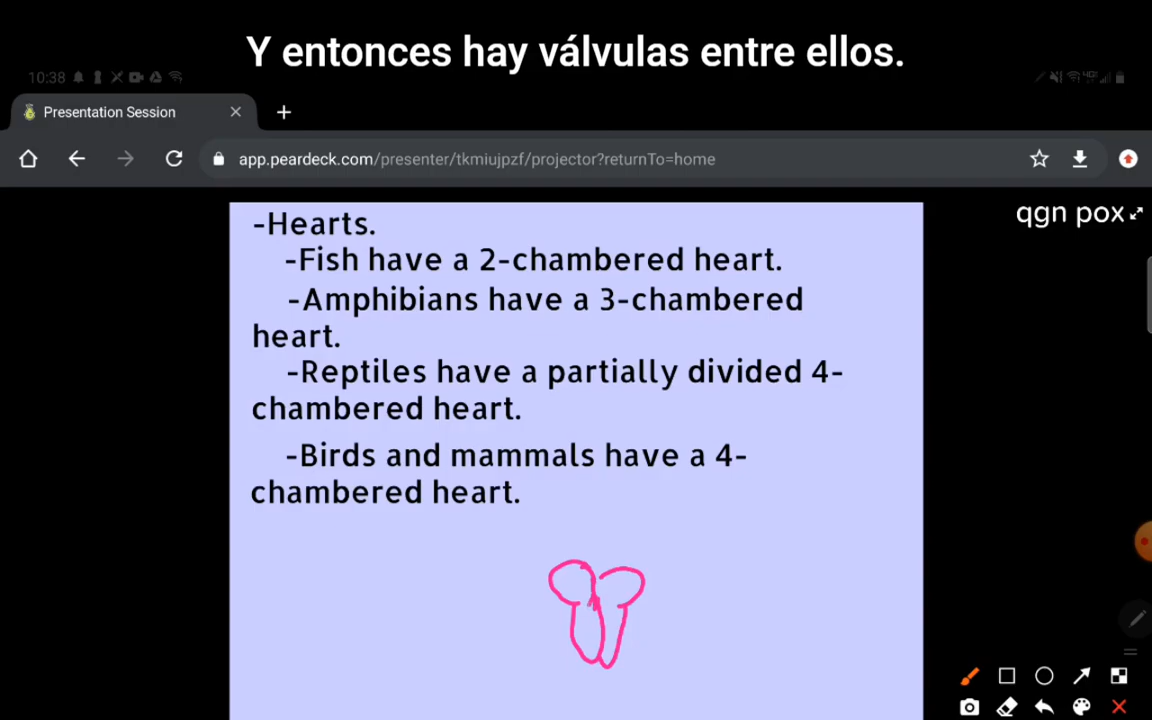 Y entonces hay válvulas entre ellos.
10:38
Presentation Session
app.peardeck.com/presenter/tkmiujpzf/projector?returnTo=home
qgn pox
-Hearts.
-Fish have a 2-chambered heart.
-Amphibians have a 3-chambered
heart.
-Reptiles have a partially divided 4-
chambered heart.
-Birds and mammals have a 4-
chambered heart.